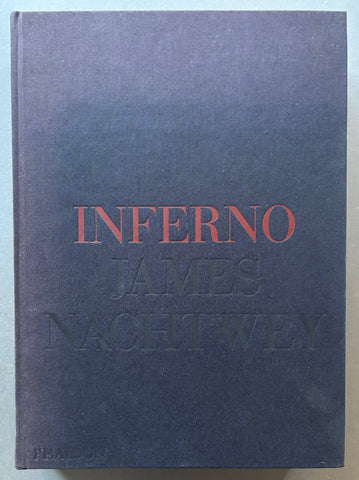 INFERNO
JAMES
NACHTWEY
PHAIDON